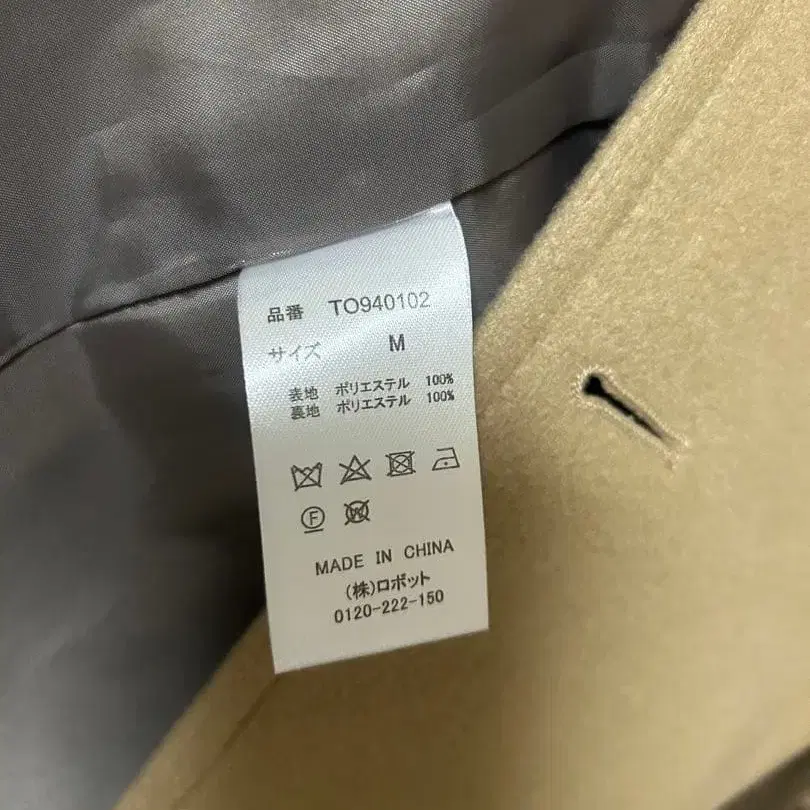 品番 TO940102
サイズ M
表地 ポリエステル 100%
裏地 ポリエステル 100%
F W
MADE IN CHINA
(株)ロボット
0120-222-150